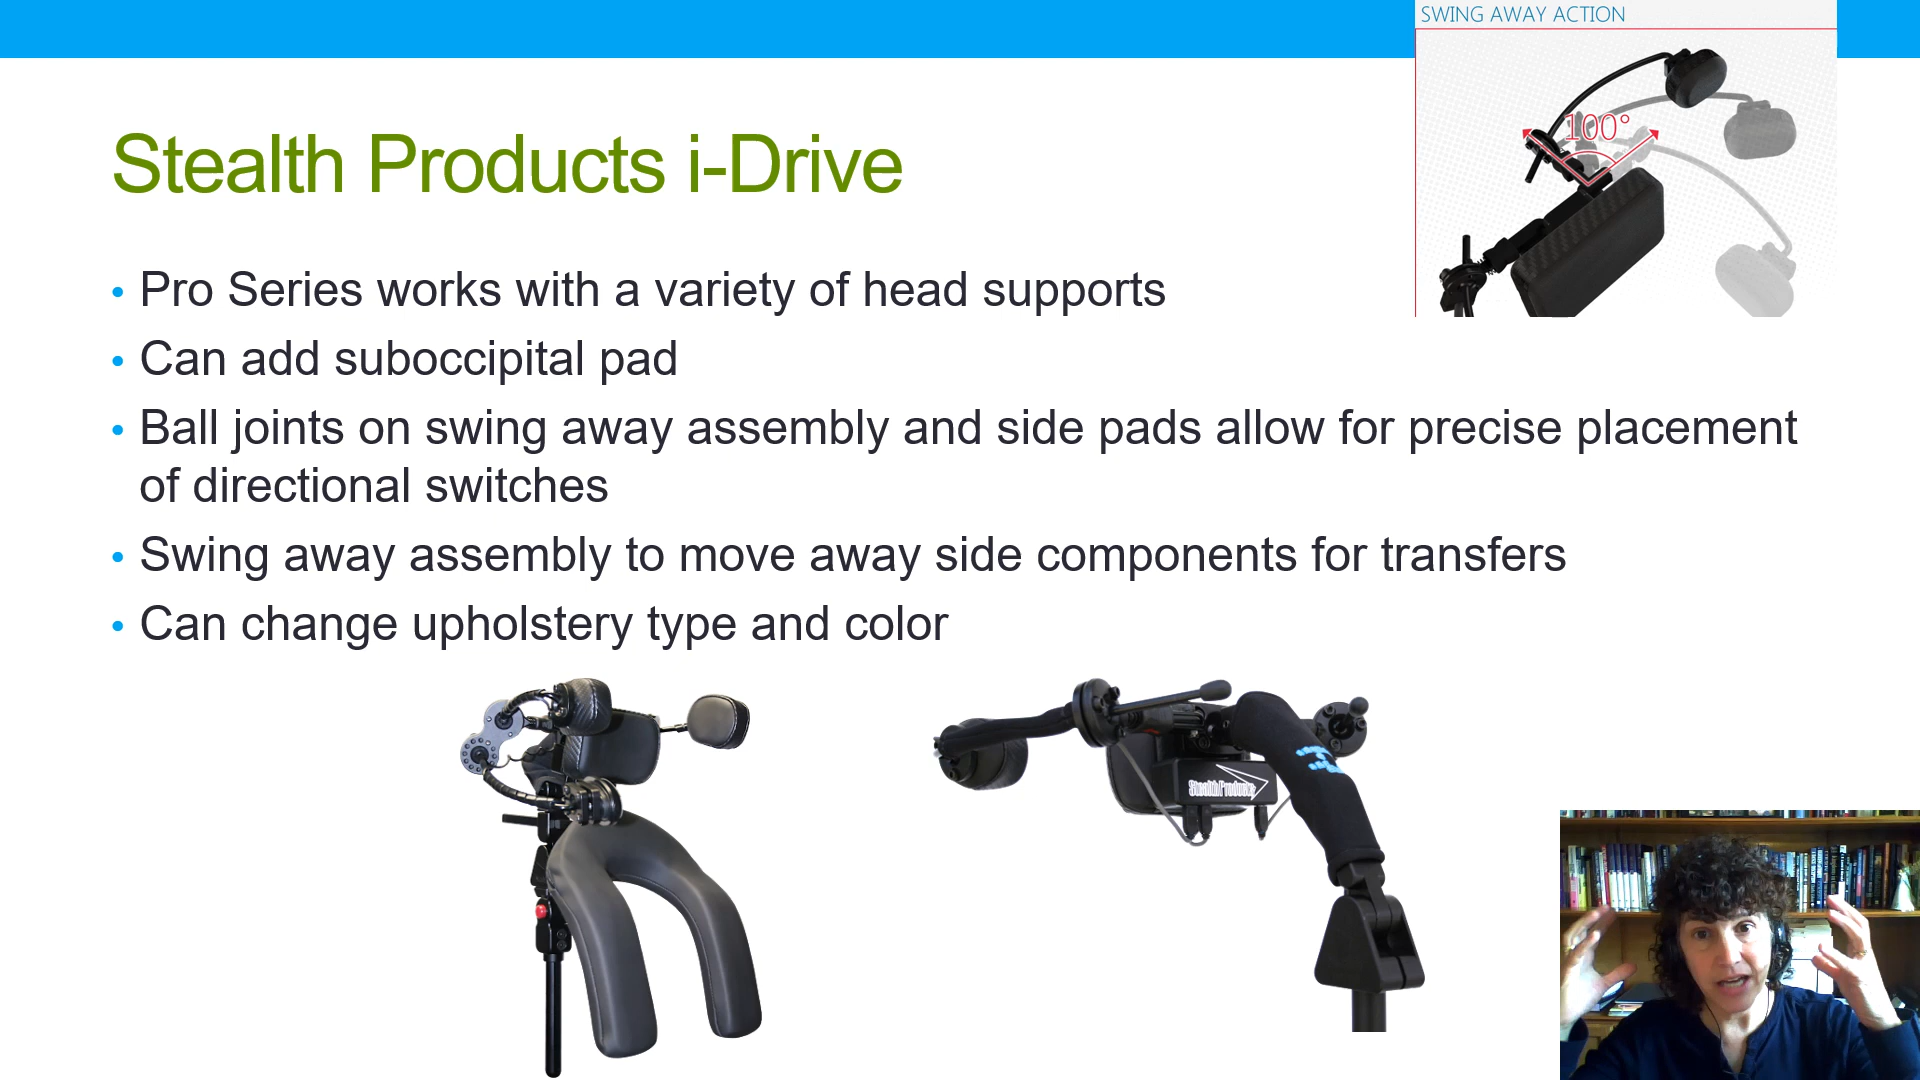 SWING AWAY ACTION
100°
Stealth Products i-Drive
• Pro Series works with a variety of head supports
• Can add suboccipital pad
• Ball joints on swing away assembly and side pads allow for precise placement
of directional switches
• Swing away assembly to move away side components for transfers
• Can change upholstery type and color
StealthProducts